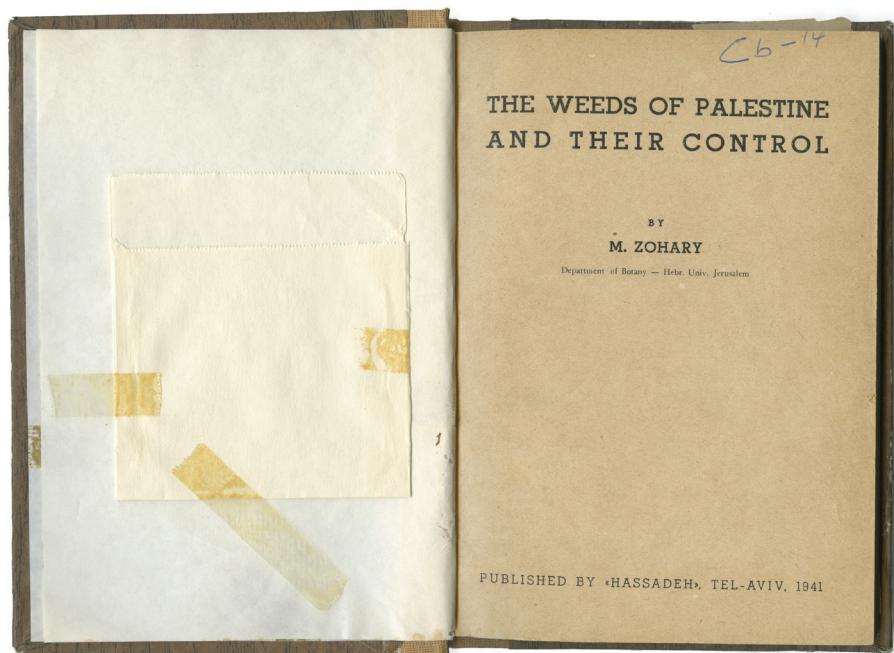 Cb-14
THE WEEDS OF PALESTINE
AND THEIR CONTROL
BY
M. ZOHARY
Department of Botany — Hebr. Univ. Jerusalem
PUBLISHED BY «HASSADEH», TEL-AVIV, 1941